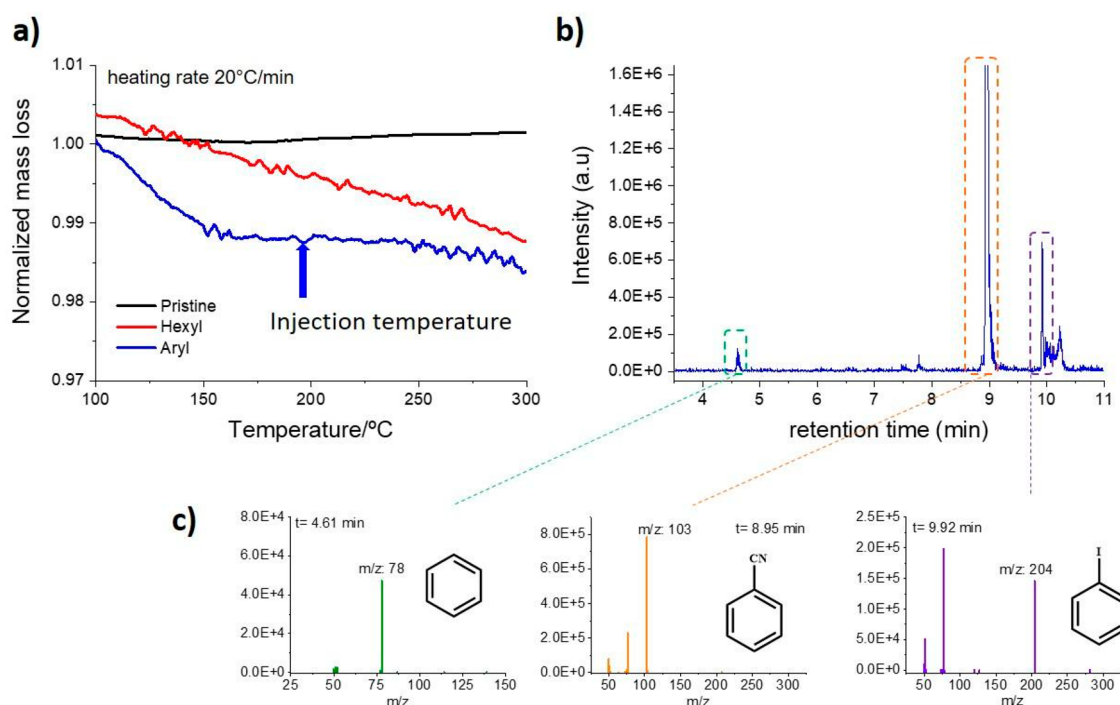 a)
1.01
heating rate 20°C/min
1.00
0.99
0.98
0.97
Normalized mass loss
Pristine
Hexyl
Aryl
Injection temperature
100
150
200
250
300
Temperature/ºC
b)
1.6E+6
1.4E+6
1.2E+6
1.0E+6
8.0E+5
6.0E+5
4.0E+5
2.0E+5
0.0E+0
Intensity (a.u)
4
5
6
7
8
9
10
11
retention time (min)
c)
8.0E+4
6.0E+4
4.0E+4
2.0E+4
0.0E+0
t= 4.61 min
m/z: 78
25
50
75
100
125
150
m/z
8.0E+5
6.0E+5
4.0E+5
2.0E+5
0.0E+0
m/z: 103
t= 8.95 min
CN
50
100
150
200
250
300
m/z
2.5E+5
2.0E+5
1.5E+5
1.0E+5
5.0E+4
0.0E+0
t= 9.92 min
m/z: 204
I
50
100
150
200
250
300
m/z